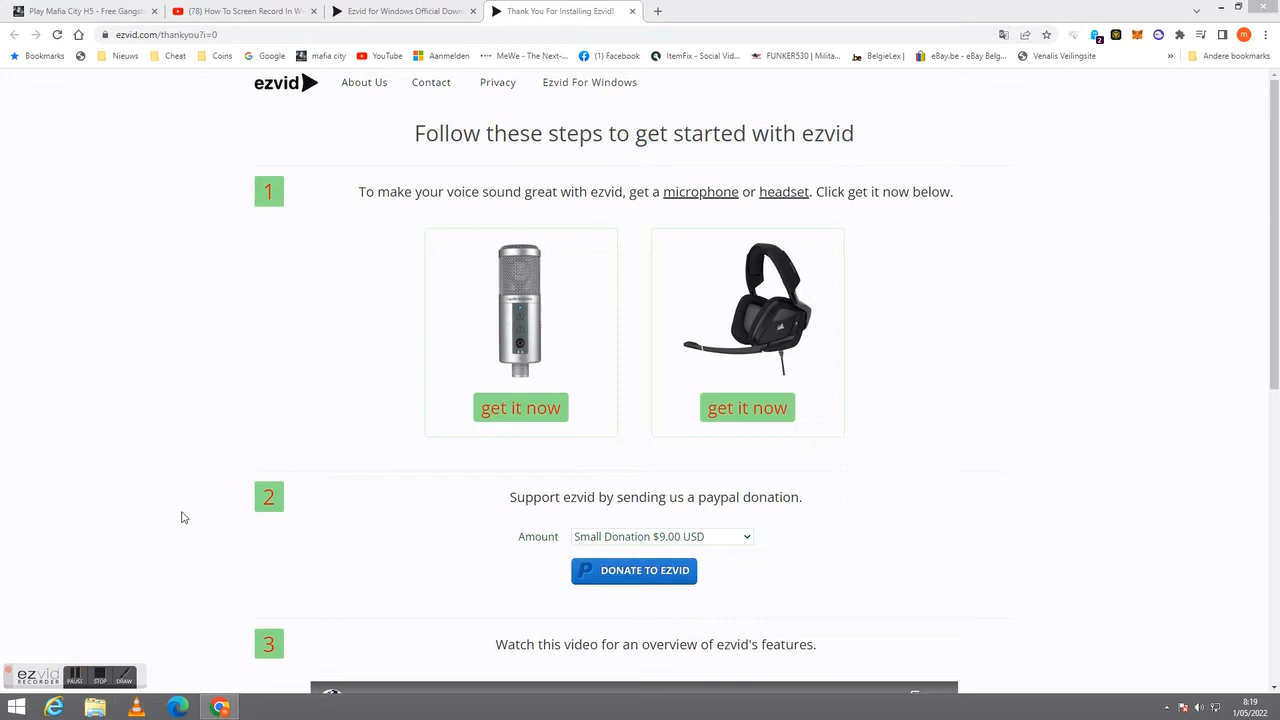 Play Mafia City H5 - Free Gangst
(78) How To Screen Record In W
Ezvid for Windows Official Down
Thank You For Installing Ezvid!
ezvid.com/thankyou?i=0
Bookmarks
Nieuws
Cheat
Coins
Google
mafia city
YouTube
Aanmelden
MeWe - The Next-...
(1) Facebook
ItemFix - Social Vid...
FUNKER530 | Milita...
BelgieLex |
eBay.be - eBay Belg...
Venalis Veilingsite
»
Andere bookmarks
ezvid
About Us
Contact
Privacy
Ezvid For Windows
Follow these steps to get started with ezvid
1
To make your voice sound great with ezvid, get a microphone or headset. Click get it now below.
get it now
get it now
2
Support ezvid by sending us a paypal donation.
Amount
Small Donation $9.00 USD
DONATE TO EZVID
3
Watch this video for an overview of ezvid's features.
ezvid
RECORDER
PAUSE
STOP
DRAW
8:19
1/05/2022